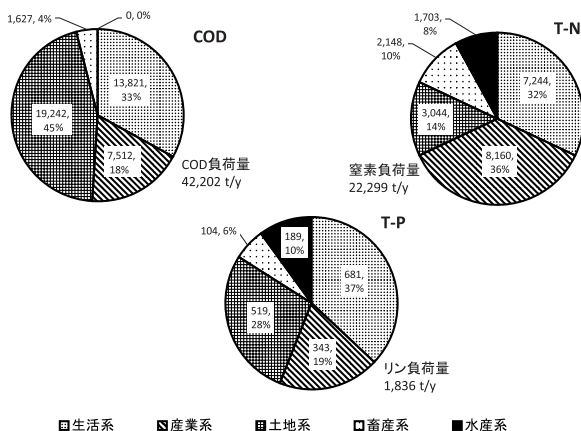 COD
1,627, 4%
0, 0%
13,821,
33%
19,242,
45%
7,512,
18%
COD負荷量
42,202 t/y
T-N
1,703,
8%
2,148,
10%
7,244,
32%
3,044,
14%
8,160,
36%
窒素負荷量
22,299 t/y
T-P
104, 6%
189,
10%
681,
37%
519,
28%
343,
19%
リン負荷量
1,836 t/y
生活系 産業系 土地系 畜産系 水産系